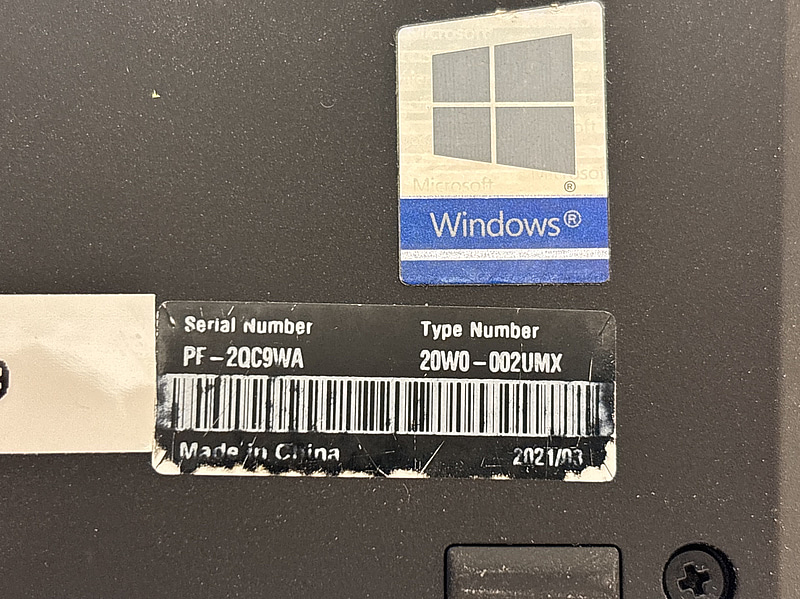 Microsoft
Microsoft ®
Windows®
Serial Number Type Number
PF-2QC9WA 20W0-002UMX
Made in China 2021/03